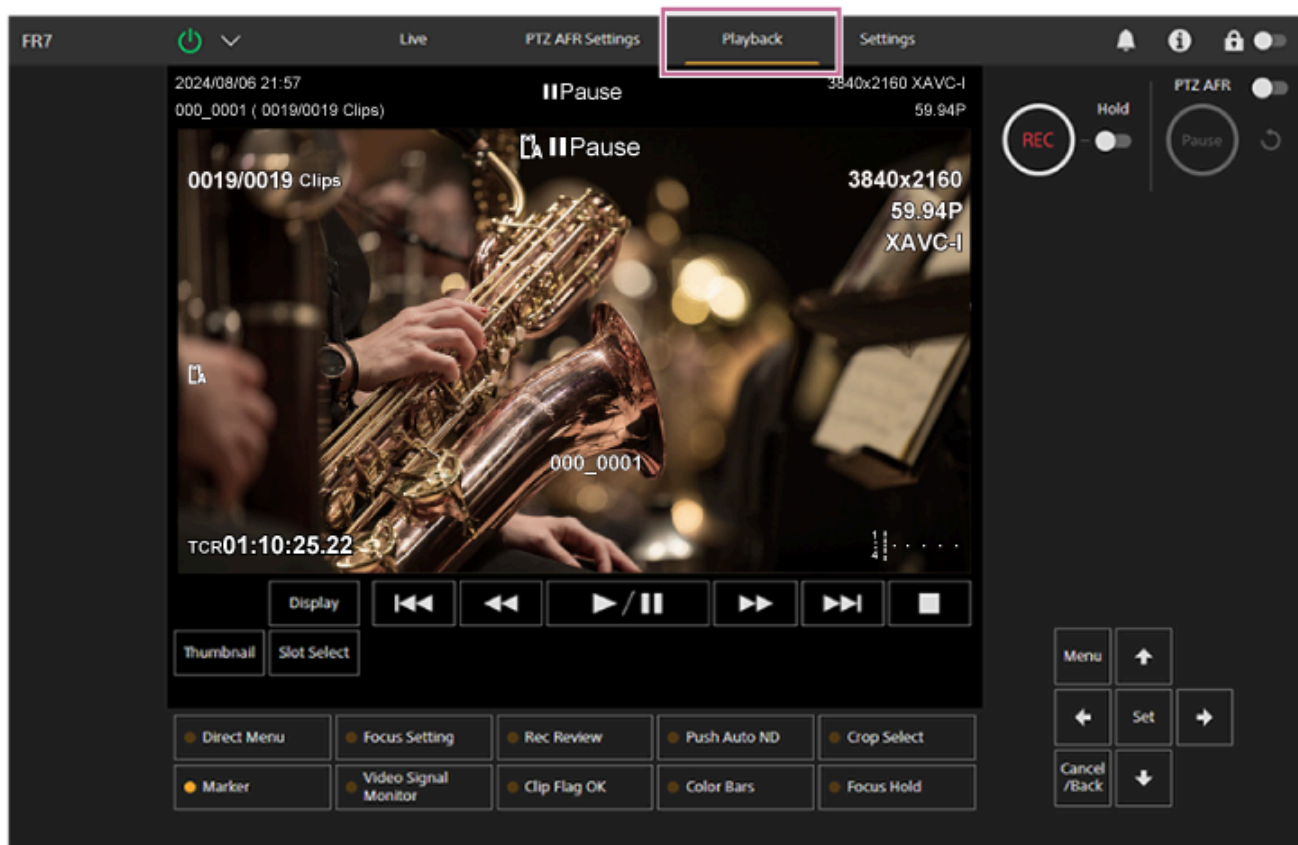 FR7
Live
PTZ AFR Settings
Playback
Settings
2024/08/06 21:57
Pause
3840x2160 XAVC-I
000_0001 ( 0019/0019 Clips)
59.94P
PTZ AFR
REC
Hold
Pause
A Pause
0019/0019 Clips
3840x2160
59.94P
XAVC-I
A
000_0001
TCR01:10:25.22
Display
Thumbnail
Slot Select
Menu
Set
Cancel
/Back
Direct Menu
Focus Setting
Rec Review
Push Auto ND
Crop Select
Marker
Video Signal
Monitor
Clip Flag OK
Color Bars
Focus Hold